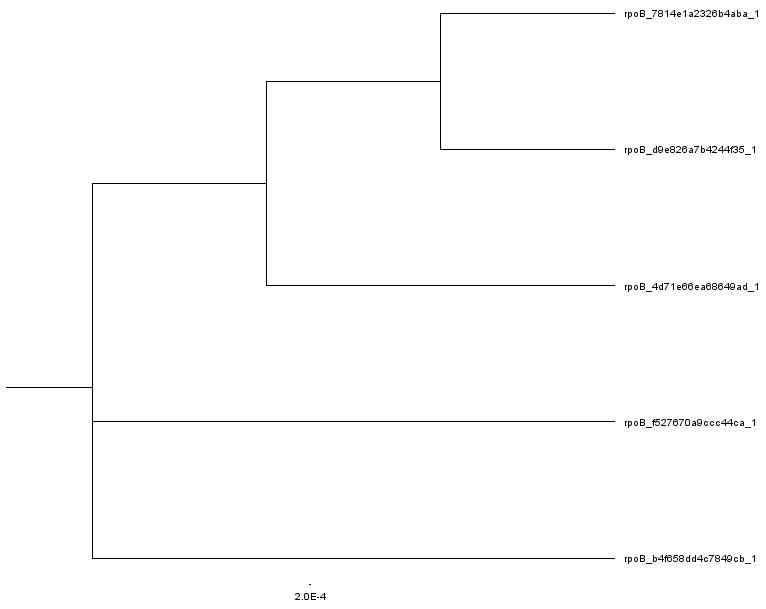 rpoB_7814e1a2326b4aba_1
rpoB_d9e826a7b4244f35_1
rpoB_4d71e66ea68649ad_1
rpoB_f527670a9ccc44ca_1
rpoB_b4f658dd4c7849cb_1
2.0E-4